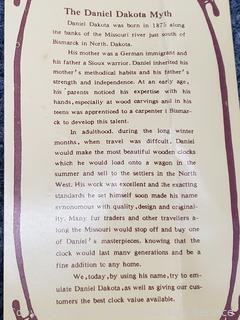 The Daniel Dakota Myth
Daniel Dakota was born in 1875 along
the banks of the Missouri river just south of
Bismarck in North. Dakota.
His mother was a German immigrant and
his father a Sioux warrior. Daniel inherited his
mother's methodical habits and his father's
strength and independence. At an early age,
his parents noticed his expertise with his
hands, especially at wood carvings and in his
teens was apprenticed to a carpenter i Bismar-
ck to develop this talent.
In adulthood, during the long winter
months, when travel was diffcult, Daniel
would make the most beautiful wooden clocks
which he would load onto a wagon in the
summer and sell to the settlers in the North
West. His work was excellent and the exacting
standards he set himself soon made his name
synonomous with quality, design and original-
ity. Many fur traders and other travellers a-
long the Missouri would stop off and buy one
of Daniel's masterpieces, knowing that the
clock would last many generations and be a
fine addition to any home.
We, today, by using his name, try to em-
ulate Daniel Dakota, as well as giving our cus-
tomers the best clock value available.